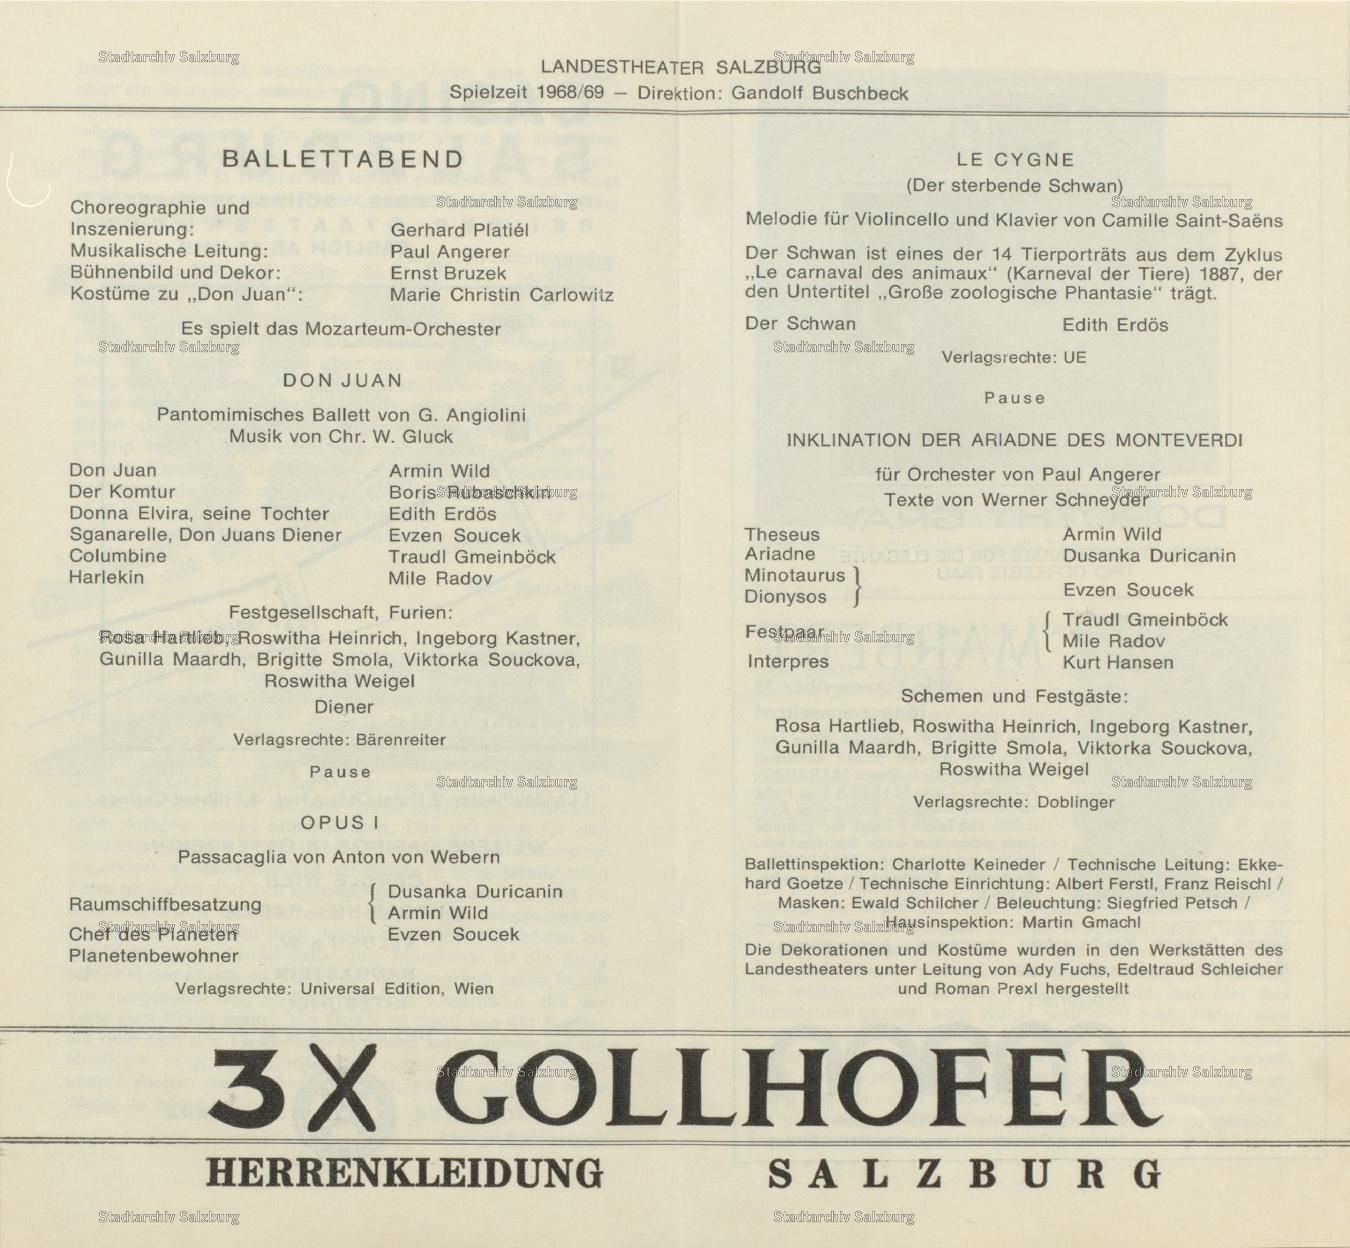 LANDESTHEATER SALZBURG
Spielzeit 1968/69 — Direktion: Gandolf Buschbeck
BALLETTABEND
Choreographie und
Inszenierung: Gerhard Platiél
Musikalische Leitung: Paul Angerer
Bühnenbild und Dekor: Ernst Bruzek
Kostüme zu „Don Juan“: Marie Christin Carlowitz
Es spielt das Mozarteum-Orchester
DON JUAN
Pantomimisches Ballett von G. Angiolini
Musik von Chr. W. Gluck
Don Juan Armin Wild
Der Komtur Boris Rubaschkin
Donna Elvira, seine Tochter Edith Erdös
Sganarelle, Don Juans Diener Evzen Soucek
Columbine Traudl Gmeinböck
Harlekin Mile Radov
Festgesellschaft, Furien:
Rosa Hartlieb, Roswitha Heinrich, Ingeborg Kastner,
Gunilla Maardh, Brigitte Smola, Viktorka Souckova,
Roswitha Weigel
Diener
Verlagsrechte: Bärenreiter
Pause
OPUS I
Passacaglia von Anton von Webern
Raumschiffbesatzung { Dusanka Duricanin
Armin Wild
Chef des Planeten Evzen Soucek
Planetenbewohner
Verlagsrechte: Universal Edition, Wien
LE CYGNE
(Der sterbende Schwan)
Melodie für Violincello und Klavier von Camille Saint-Saëns
Der Schwan ist eines der 14 Tierporträts aus dem Zyklus
„Le carnaval des animaux“ (Karneval der Tiere) 1887, der
den Untertitel „Große zoologische Phantasie“ trägt.
Der Schwan Edith Erdös
Verlagsrechte: UE
Pause
INKLINATION DER ARIADNE DES MONTEVERDI
für Orchester von Paul Angerer
Texte von Werner Schneyder
Theseus Armin Wild
Ariadne Dusanka Duricanin
Minotaurus }
Dionysos Evzen Soucek
Festpaar { Traudl Gmeinböck
Mile Radov
Interpres Kurt Hansen
Schemen und Festgäste:
Rosa Hartlieb, Roswitha Heinrich, Ingeborg Kastner,
Gunilla Maardh, Brigitte Smola, Viktorka Souckova,
Roswitha Weigel
Verlagsrechte: Doblinger
Ballettinspektion: Charlotte Keineder / Technische Leitung: Ekke-
hard Goetze / Technische Einrichtung: Albert Ferstl, Franz Reischl /
Masken: Ewald Schilcher / Beleuchtung: Siegfried Petsch /
Hausinspektion: Martin Gmachl
Die Dekorationen und Kostüme wurden in den Werkstätten des
Landestheaters unter Leitung von Ady Fuchs, Edeltraud Schleicher
und Roman Prexl hergestellt
3 X GOLLHOFER
HERRENKLEIDUNG SALZBURG
Stadtarchiv Salzburg